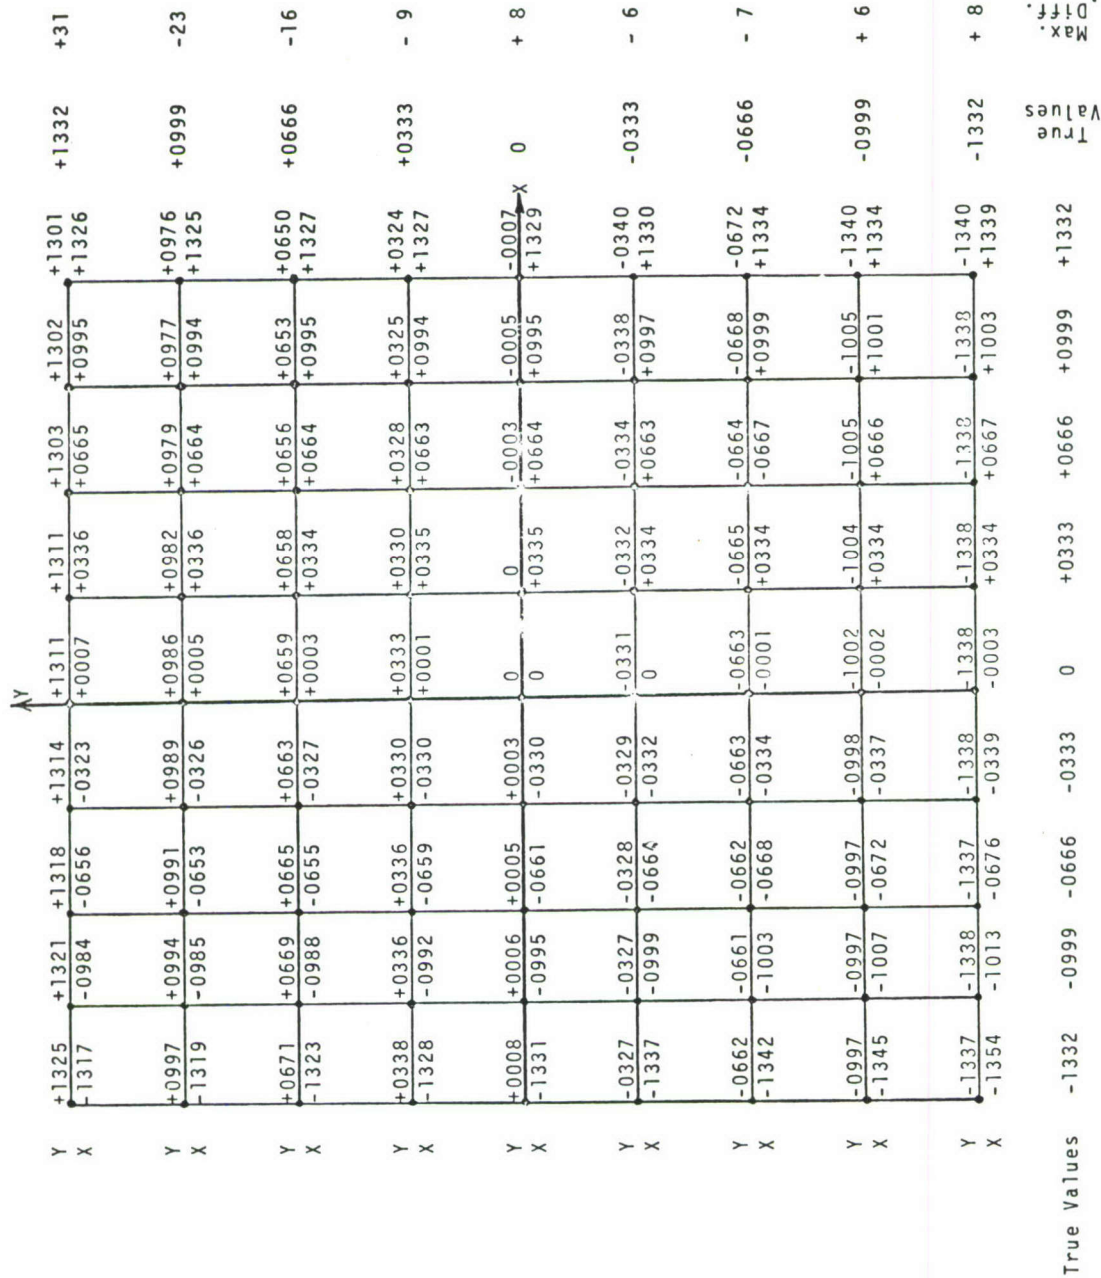 Y
Y +1325 +1321 +1318 +1314 +1311 +1311 +1303 +1302 +1301 +1332 +31
X -1317 -0984 -0656 -0323 +0007 +0336 +0665 +0995 +1326
Y +0997 +0994 +0991 +0989 +0986 +0982 +0979 +0977 +0976 +0999 -23
X -1319 -0985 -0653 -0326 +0005 +0336 +0664 +0994 +1325
Y +0671 +0669 +0665 +0663 +0659 +0658 +0656 +0653 +0650 +0666 -16
X -1323 -0988 -0655 -0327 +0003 +0334 +0664 +0995 +1327
Y +0338 +0336 +0336 +0330 +0333 +0330 +0328 +0325 +0324 +0333 - 9
X -1328 -0992 -0659 -0330 +0001 +0335 +0663 +0994 +1327
Y +0008 +0006 +0005 +0003 0 0 -0003 -0005 -0007 X 0 + 8
X -1331 -0995 -0661 -0330 0 +0335 +0664 +0995 +1329
Y -0327 -0327 -0328 -0329 -0331 -0332 -0334 -0338 -0340 -0333 - 6
X -1337 -0999 -0664 -0332 0 +0334 +0663 +0997 +1330
Y -0662 -0661 -0662 -0663 -0663 -0665 -0664 -0668 -0672 -0666 - 7
X -1342 -1003 -0668 -0334 -0001 +0334 -0667 +0999 +1334
Y -0997 -0997 -0997 -0998 -1002 -1004 -1005 -1005 -1340 -0999 + 6
X -1345 -1007 -0672 -0337 -0002 +0334 +0666 +1001 +1334
Y -1337 -1338 -1337 -1338 -1338 -1338 -1338 -1338 -1340 -1332 + 8
X -1354 -1013 -0676 -0339 -0003 +0334 +0667 +1003 +1339
True Values -1332 -0999 -0666 -0333 0 +0333 +0666 +0999 +1332
True
Values
Max.
Diff.